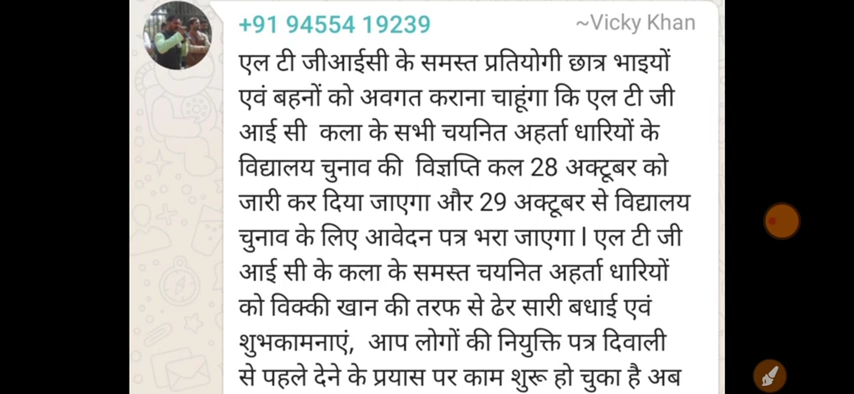 +91 94554 19239 ~Vicky Khan
एल टी जीआईसी के समस्त प्रतियोगी छात्र भाइयों
एवं बहनों को अवगत कराना चाहूंगा कि एल टी जी
आई सी कला के सभी चयनित अहर्ता धारियों के
विद्यालय चुनाव की विज्ञप्ति कल 28 अक्टूबर को
जारी कर दिया जाएगा और 29 अक्टूबर से विद्यालय
चुनाव के लिए आवेदन पत्र भरा जाएगा l एल टी जी
आई सी के कला के समस्त चयनित अहर्ता धारियों
को विक्की खान की तरफ से ढेर सारी बधाई एवं
शुभकामनाएं, आप लोगों की नियुक्ति पत्र दिवाली
से पहले देने के प्रयास पर काम शुरू हो चुका है अब